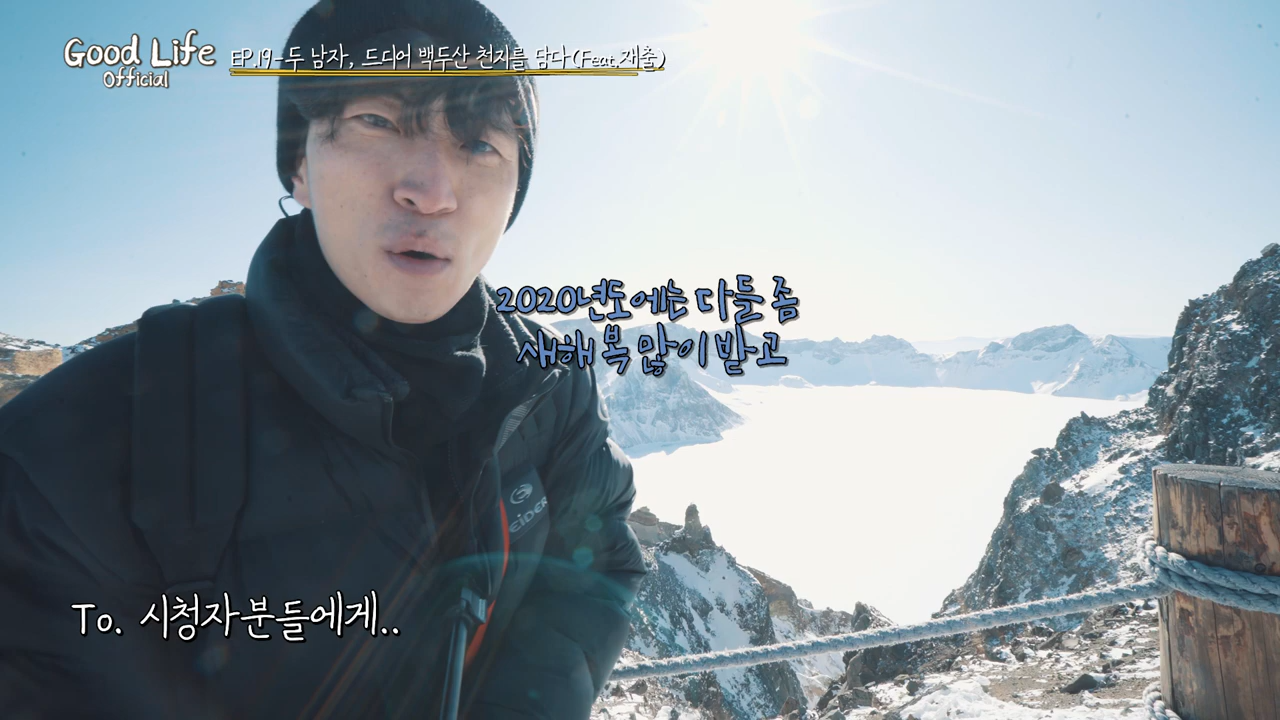 Good Life
Official
EP.19-두 남자, 드디어 백두산 천지를 담다(Feat.재출)
2020년도에는 다들 좀
새해 복 많이 받고
EIDER
To. 시청자분들에게..